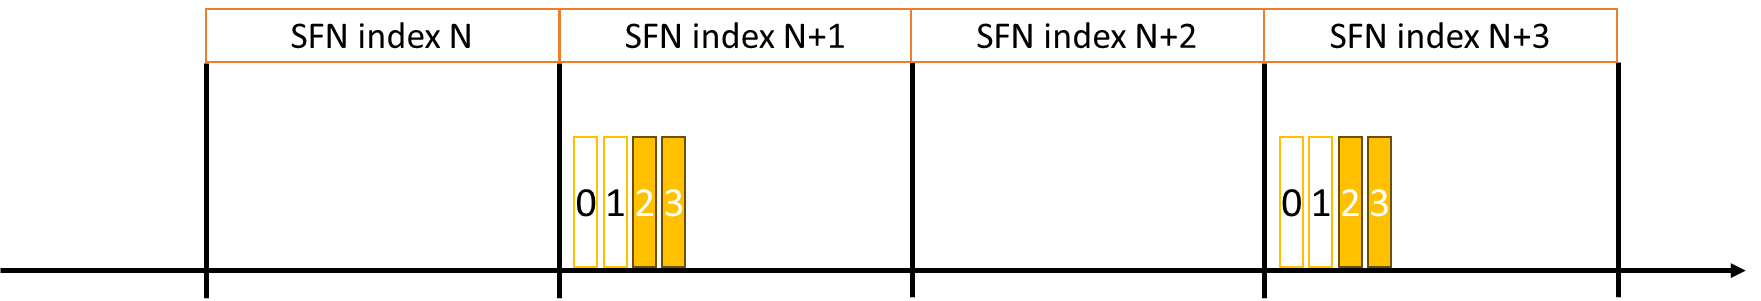 SFN index N SFN index N+1 SFN index N+2 SFN index N+3
0 1 2 3 0 1 2 3